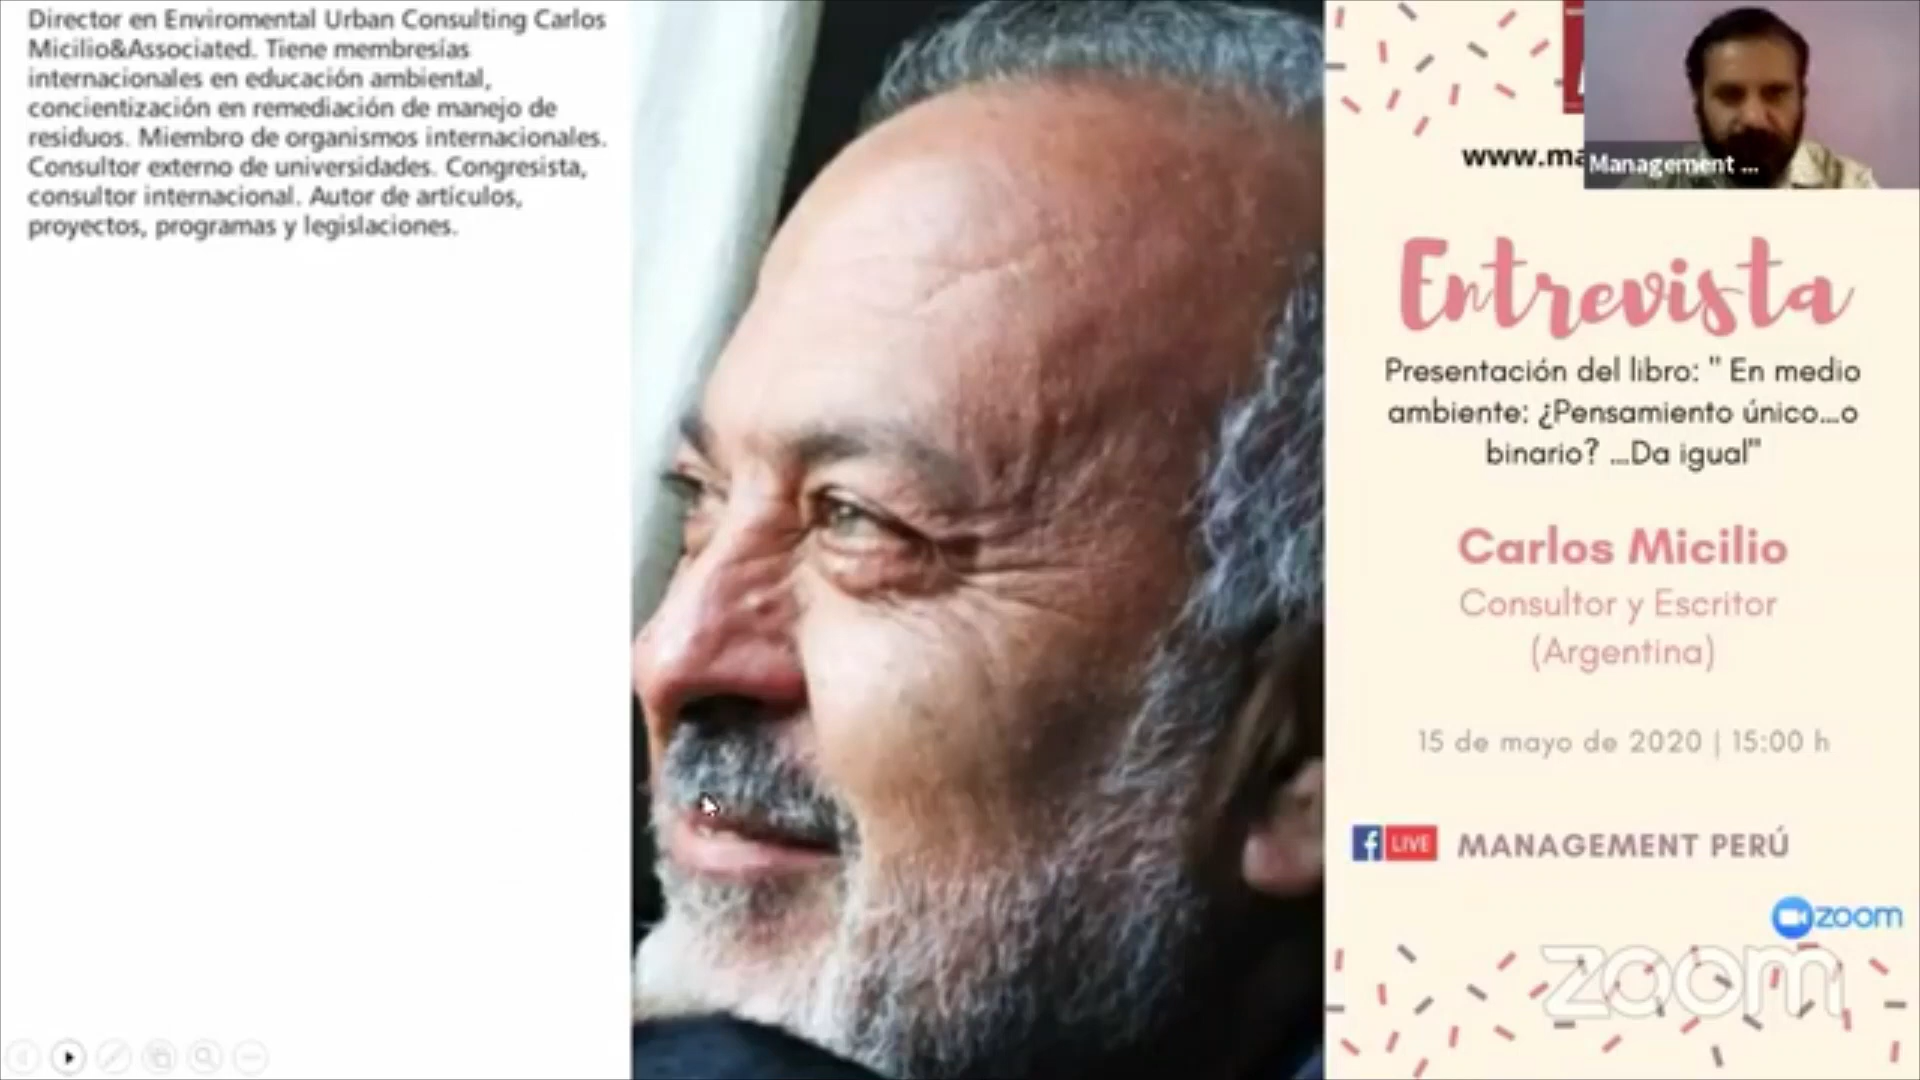 Director en Enviromental Urban Consulting Carlos
Micilio&Associated. Tiene membresías
internacionales en educación ambiental,
concientización en remediación de manejo de
residuos. Miembro de organismos internacionales.
Consultor externo de universidades. Congresista,
consultor internacional. Autor de artículos,
proyectos, programas y legislaciones.
www.ma
Management ...
Entrevista
Presentación del libro: " En medio
ambiente: ¿Pensamiento único...o
binario? ...Da igual"
Carlos Micilio
Consultor y Escritor
(Argentina)
15 de mayo de 2020 | 15:00 h
f LIVE MANAGEMENT PERÚ
zoom
zoom